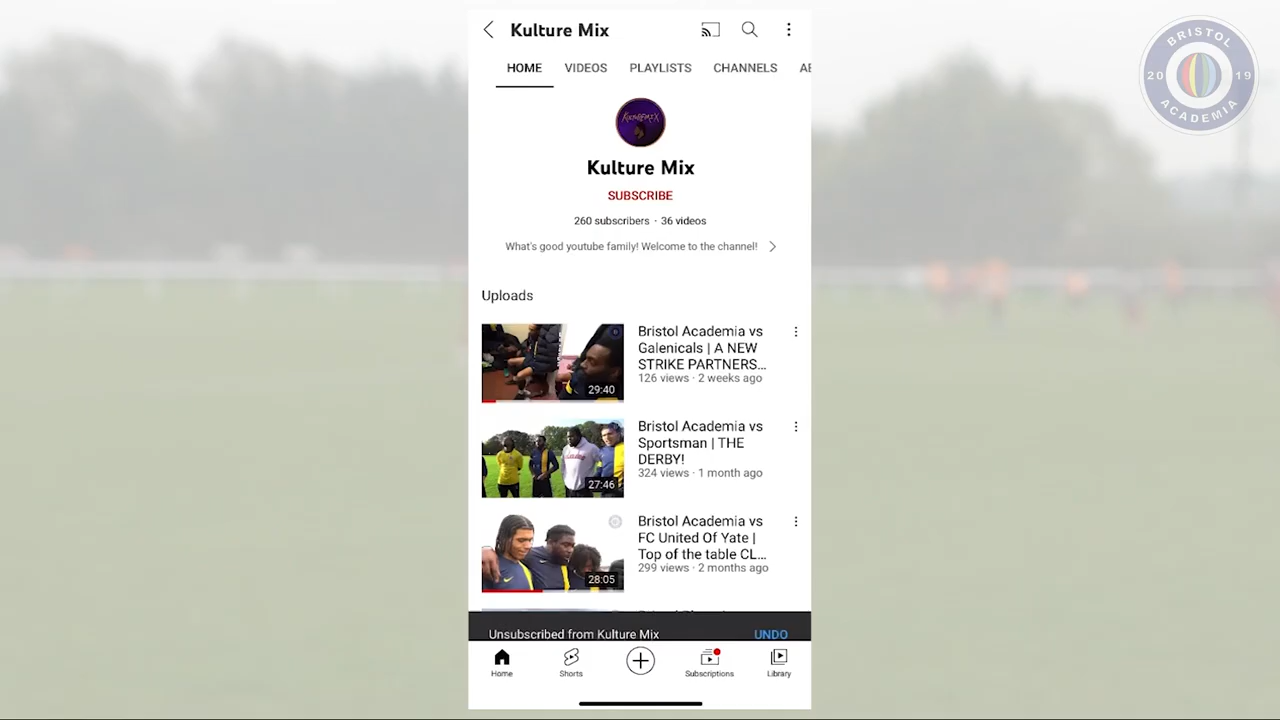 Kulture Mix
BRISTOL
2019
ACADEMIA
HOME VIDEOS PLAYLISTS CHANNELS AB
KULTUREMIX
Kulture Mix
SUBSCRIBE
260 subscribers · 36 videos
What's good youtube family! Welcome to the channel!
Uploads
Bristol Academia vs
Galenicals | A NEW
STRIKE PARTNERS...
126 views · 2 weeks ago
29:40
Bristol Academia vs
Sportsman | THE
DERBY!
324 views · 1 month ago
27:46
Bristol Academia vs
FC United Of Yate |
Top of the table CL...
299 views · 2 months ago
28:05
Unsubscribed from Kulture Mix UNDO
Home Shorts Subscriptions Library